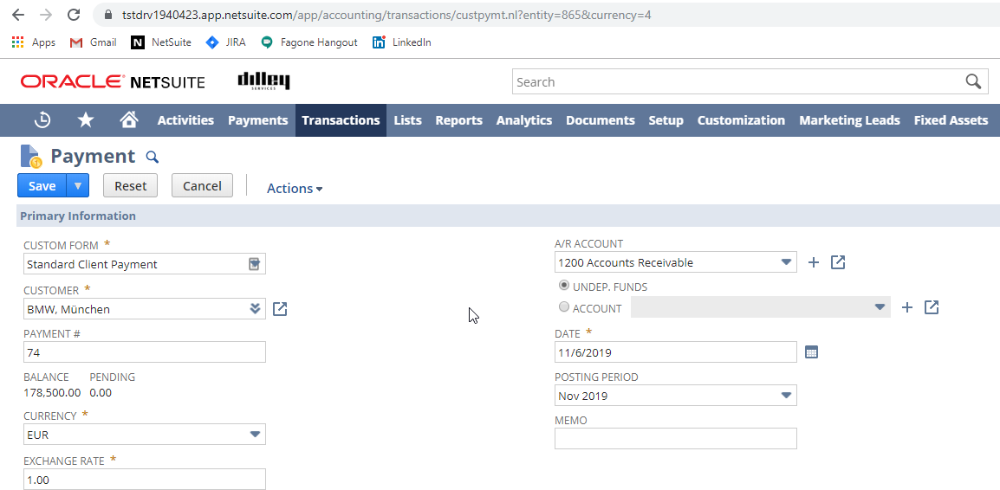 tstdrv1940423.app.netsuite.com/app/accounting/transactions/custpymt.nl?entity=865&currency=4
Apps Gmail NetSuite JIRA Fagone Hangout LinkedIn
ORACLE NETSUITE dilley SERVICES Search
Activities Payments Transactions Lists Reports Analytics Documents Setup Customization Marketing Leads Fixed Assets
Payment
Save Reset Cancel Actions
Primary Information
CUSTOM FORM *
Standard Client Payment
CUSTOMER *
BMW, München
PAYMENT #
74
BALANCE PENDING
178,500.00 0.00
CURRENCY *
EUR
EXCHANGE RATE *
1.00
A/R ACCOUNT
1200 Accounts Receivable
UNDEP. FUNDS
ACCOUNT
DATE *
11/6/2019
POSTING PERIOD
Nov 2019
MEMO